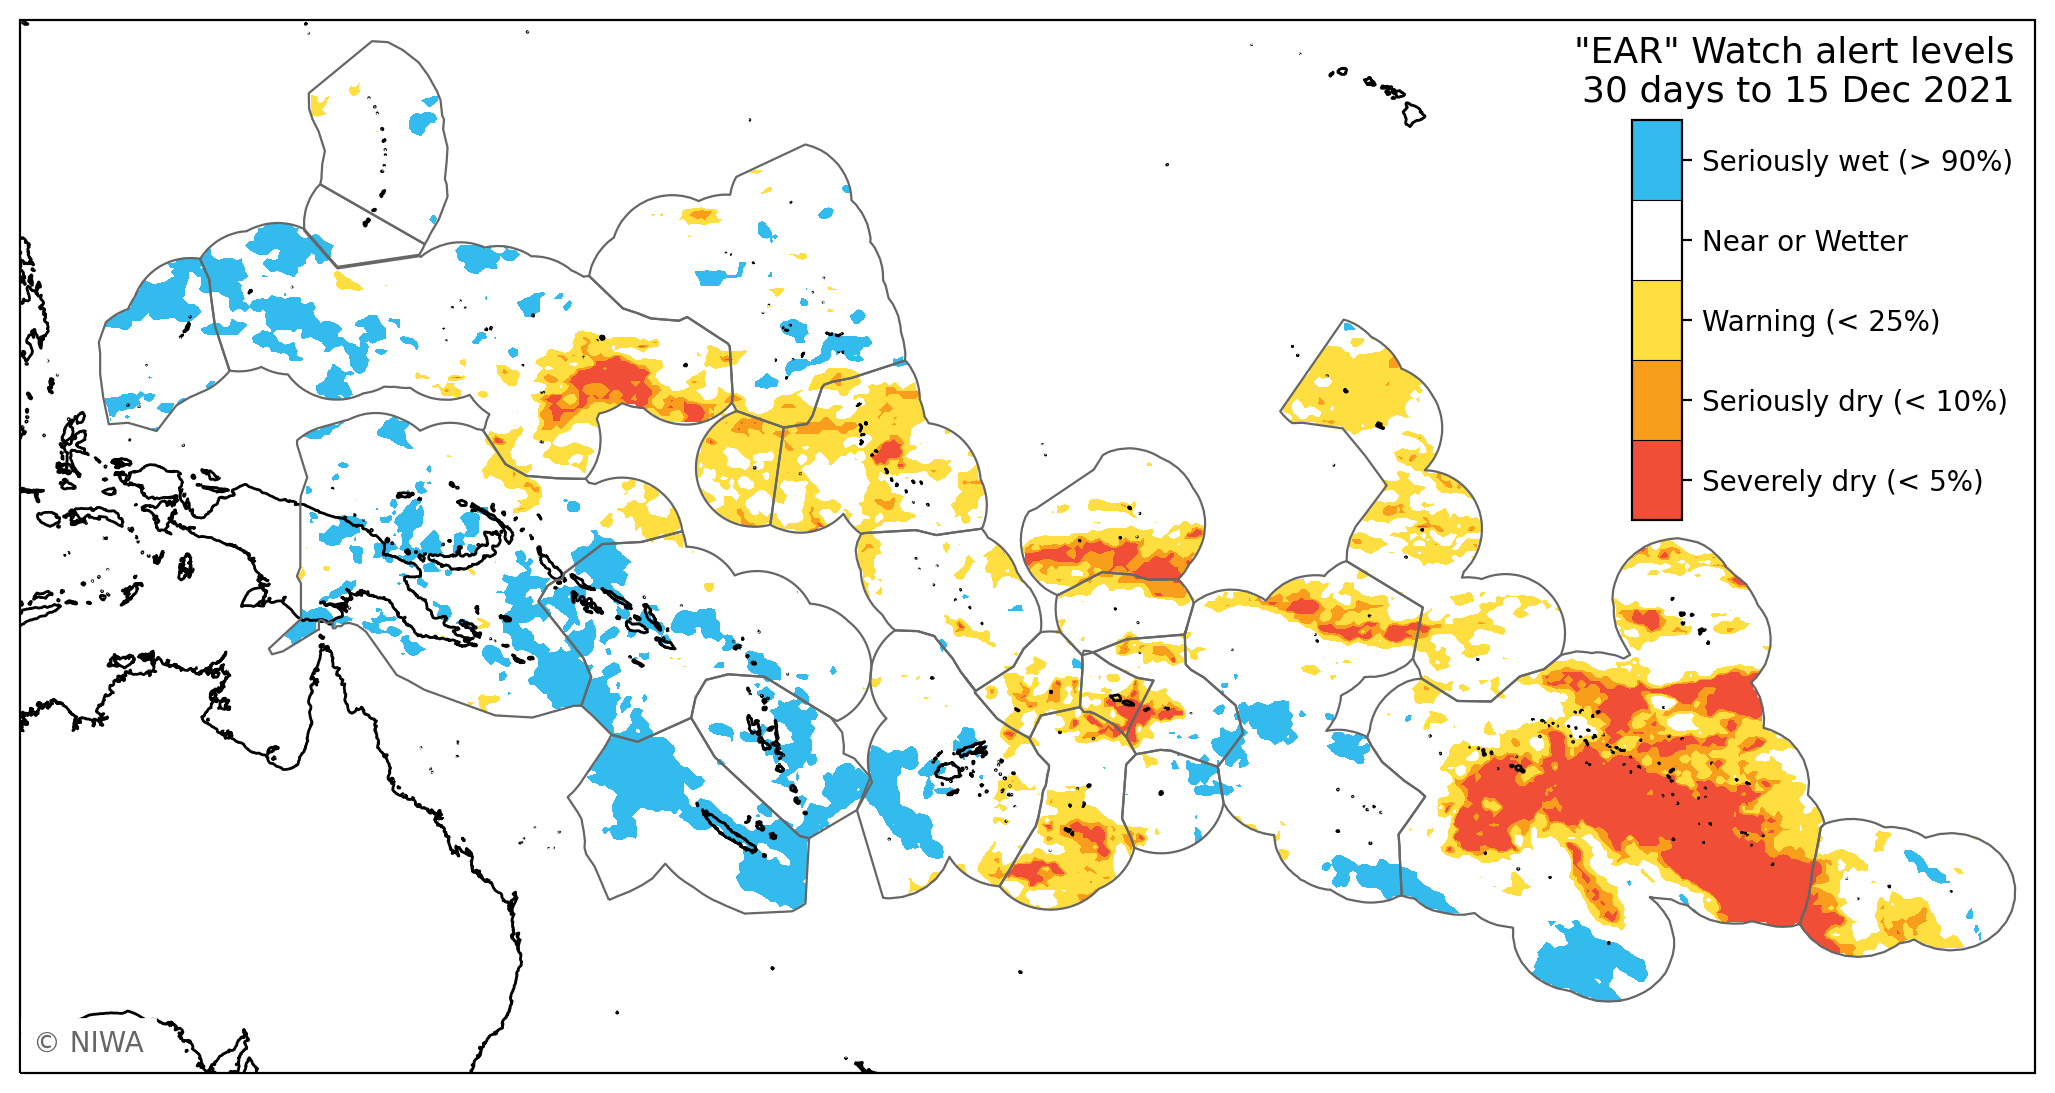 "EAR" Watch alert levels
30 days to 15 Dec 2021
Seriously wet (> 90%)
Near or Wetter
Warning (< 25%)
Seriously dry (< 10%)
Severely dry (< 5%)
© NIWA